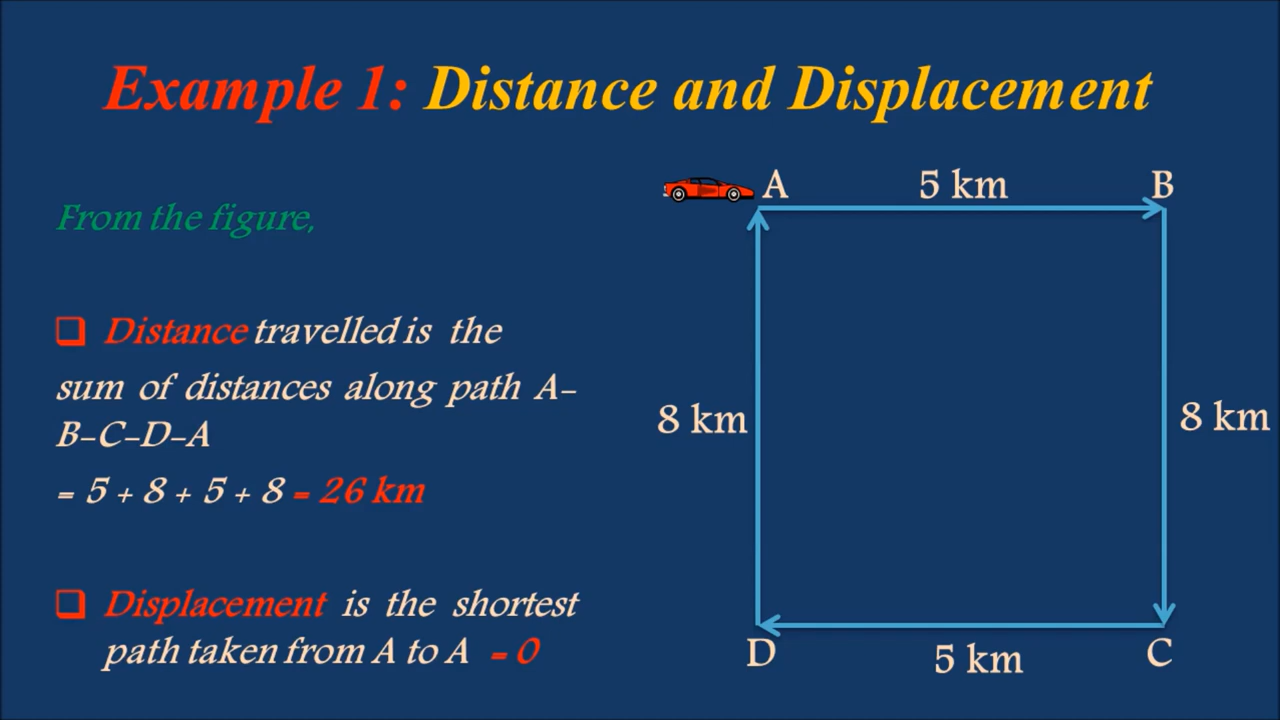 Example 1: Distance and Displacement
From the figure,
❑ Distance travelled is the
sum of distances along path A-
B-C-D-A
= 5 + 8 + 5 + 8 = 26 km
❑ Displacement is the shortest
path taken from A to A = 0
A
5 km
B
8 km
8 km
D
5 km
C